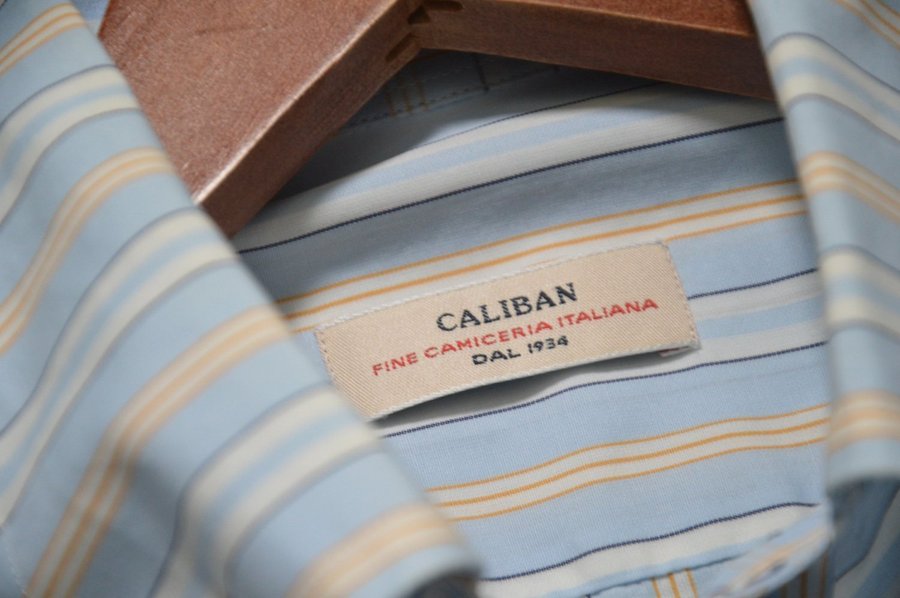 CALIBAN
FINE CAMICERIA ITALIANA
DAL 1934